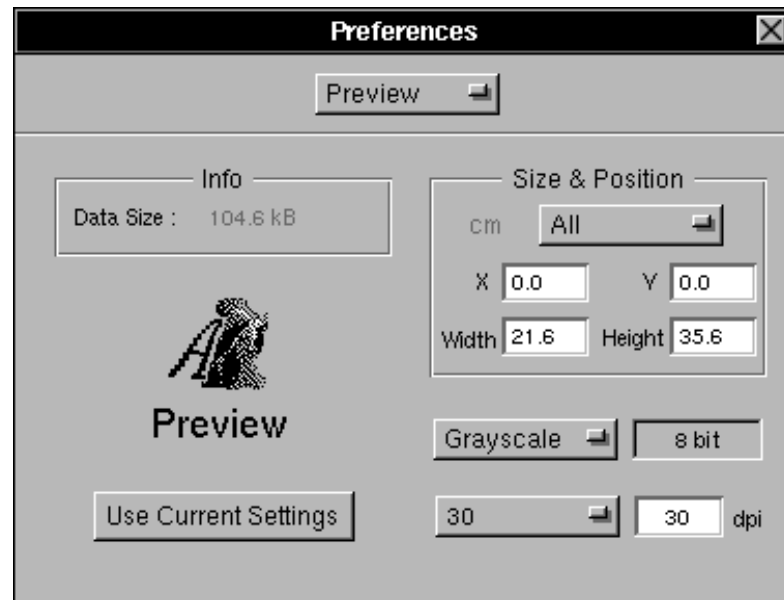 Preferences
Preview
Info
Data Size : 104.6 kB
Preview
Use Current Settings
Size & Position
cm All
X 0.0 Y 0.0
Width 21.6 Height 35.6
Grayscale 8 bit
30 30 dpi